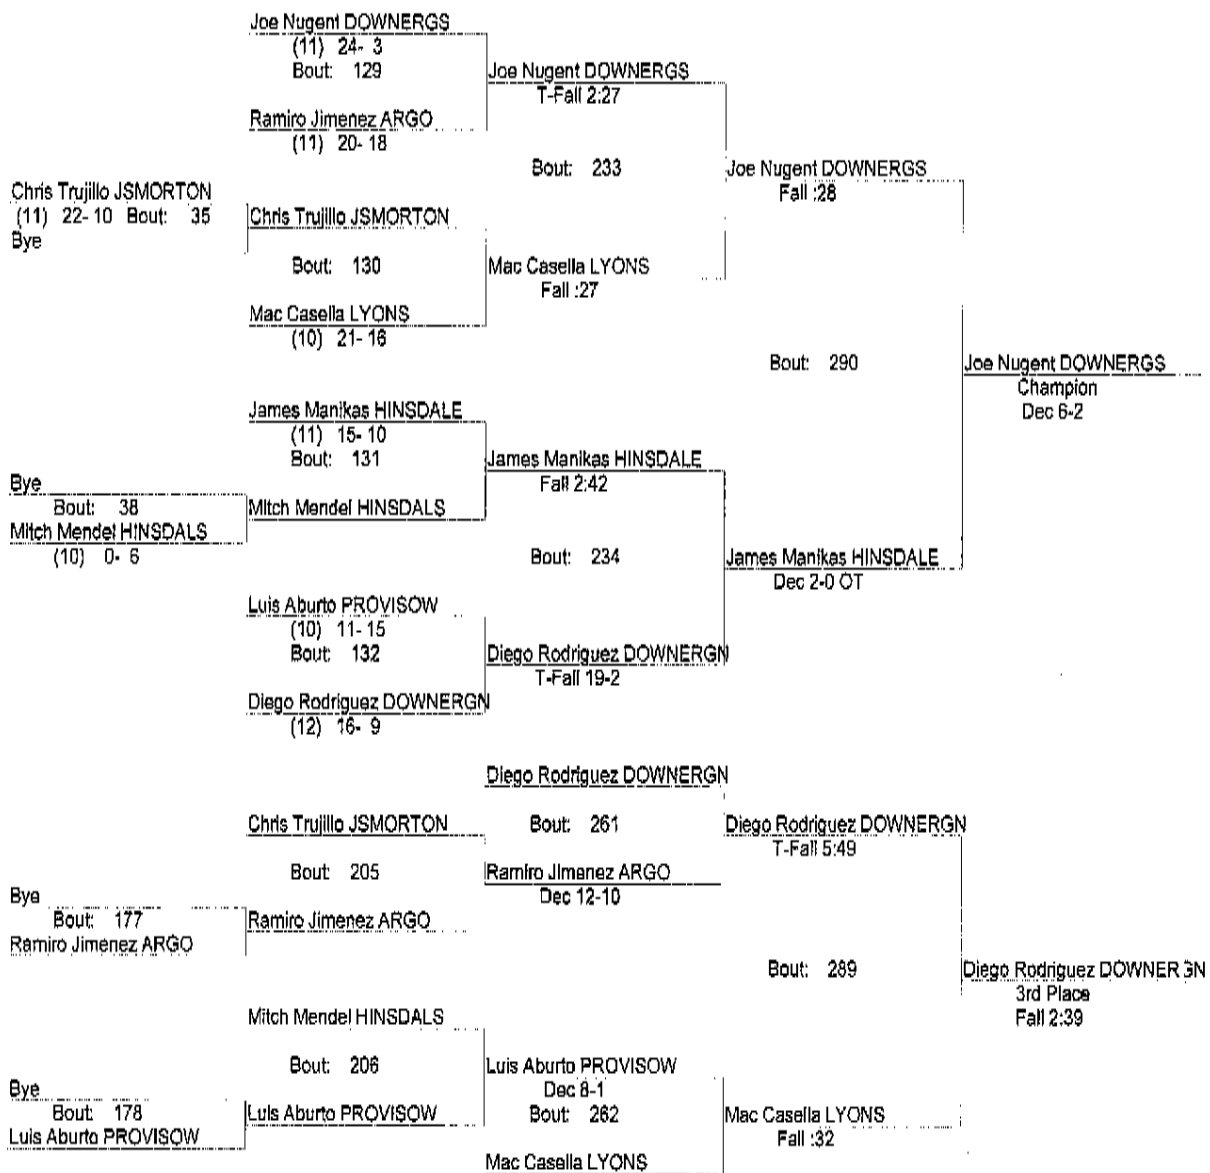 Joe Nugent DOWNERGS
(11) 24- 3
Bout: 129
Joe Nugent DOWNERGS
T-Fall 2:27
Ramiro Jimenez ARGO
(11) 20- 18
Bout: 233
Joe Nugent DOWNERGS
Fall :28
Chris Trujillo JSMORTON
(11) 22- 10 Bout: 35
Bye
Chris Trujillo JSMORTON
Bout: 130
Mac Casella LYONS
Fall :27
Mac Casella LYONS
(10) 21- 16
Bout: 290
Joe Nugent DOWNERGS
Champion
Dec 6-2
James Manikas HINSDALE
(11) 15- 10
Bout: 131
James Manikas HINSDALE
Fall 2:42
Bye
Bout: 38
Mitch Mendel HINSDALS
(10) 0- 6
Mitch Mendel HINSDALS
Bout: 234
James Manikas HINSDALE
Dec 2-0 OT
Luis Aburto PROVISOW
(10) 11- 15
Bout: 132
Diego Rodriguez DOWNERGN
T-Fall 19-2
Diego Rodriguez DOWNERGN
(12) 16- 9
Diego Rodriguez DOWNERGN
Chris Trujillo JSMORTON
Bout: 261
Diego Rodriguez DOWNERGN
T-Fall 5:49
Bout: 205
Ramiro Jimenez ARGO
Dec 12-10
Bye
Bout: 177
Ramiro Jimenez ARGO
Ramiro Jimenez ARGO
Bout: 289
Diego Rodriguez DOWNERGN
3rd Place
Fall 2:39
Mitch Mendel HINSDALS
Bout: 206
Luis Aburto PROVISOW
Dec 8-1
Bye
Bout: 178
Luis Aburto PROVISOW
Luis Aburto PROVISOW
Bout: 262
Mac Casella LYONS
Fall :32
Mac Casella LYONS